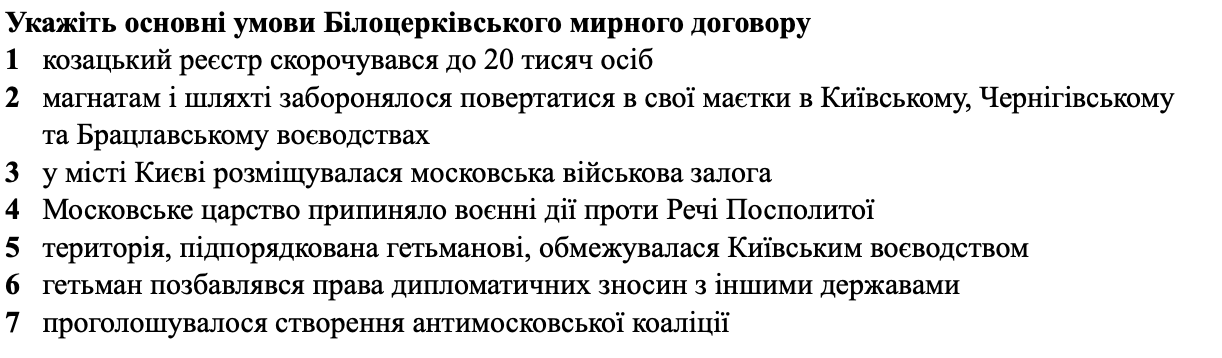 Укажіть основні умови Білоцерківського мирного договору
1 козацький реєстр скорочувався до 20 тисяч осіб
2 магнатам і шляхті заборонялося повертатися в свої маєтки в Київському, Чернігівському
та Брацлавському воєводствах
3 у місті Києві розміщувалася московська військова залога
4 Московське царство припиняло воєнні дії проти Речі Посполитої
5 територія, підпорядкована гетьманові, обмежувалася Київським воєводством
6 гетьман позбавлявся права дипломатичних зносин з іншими державами
7 проголошувалося створення антимосковської коаліції